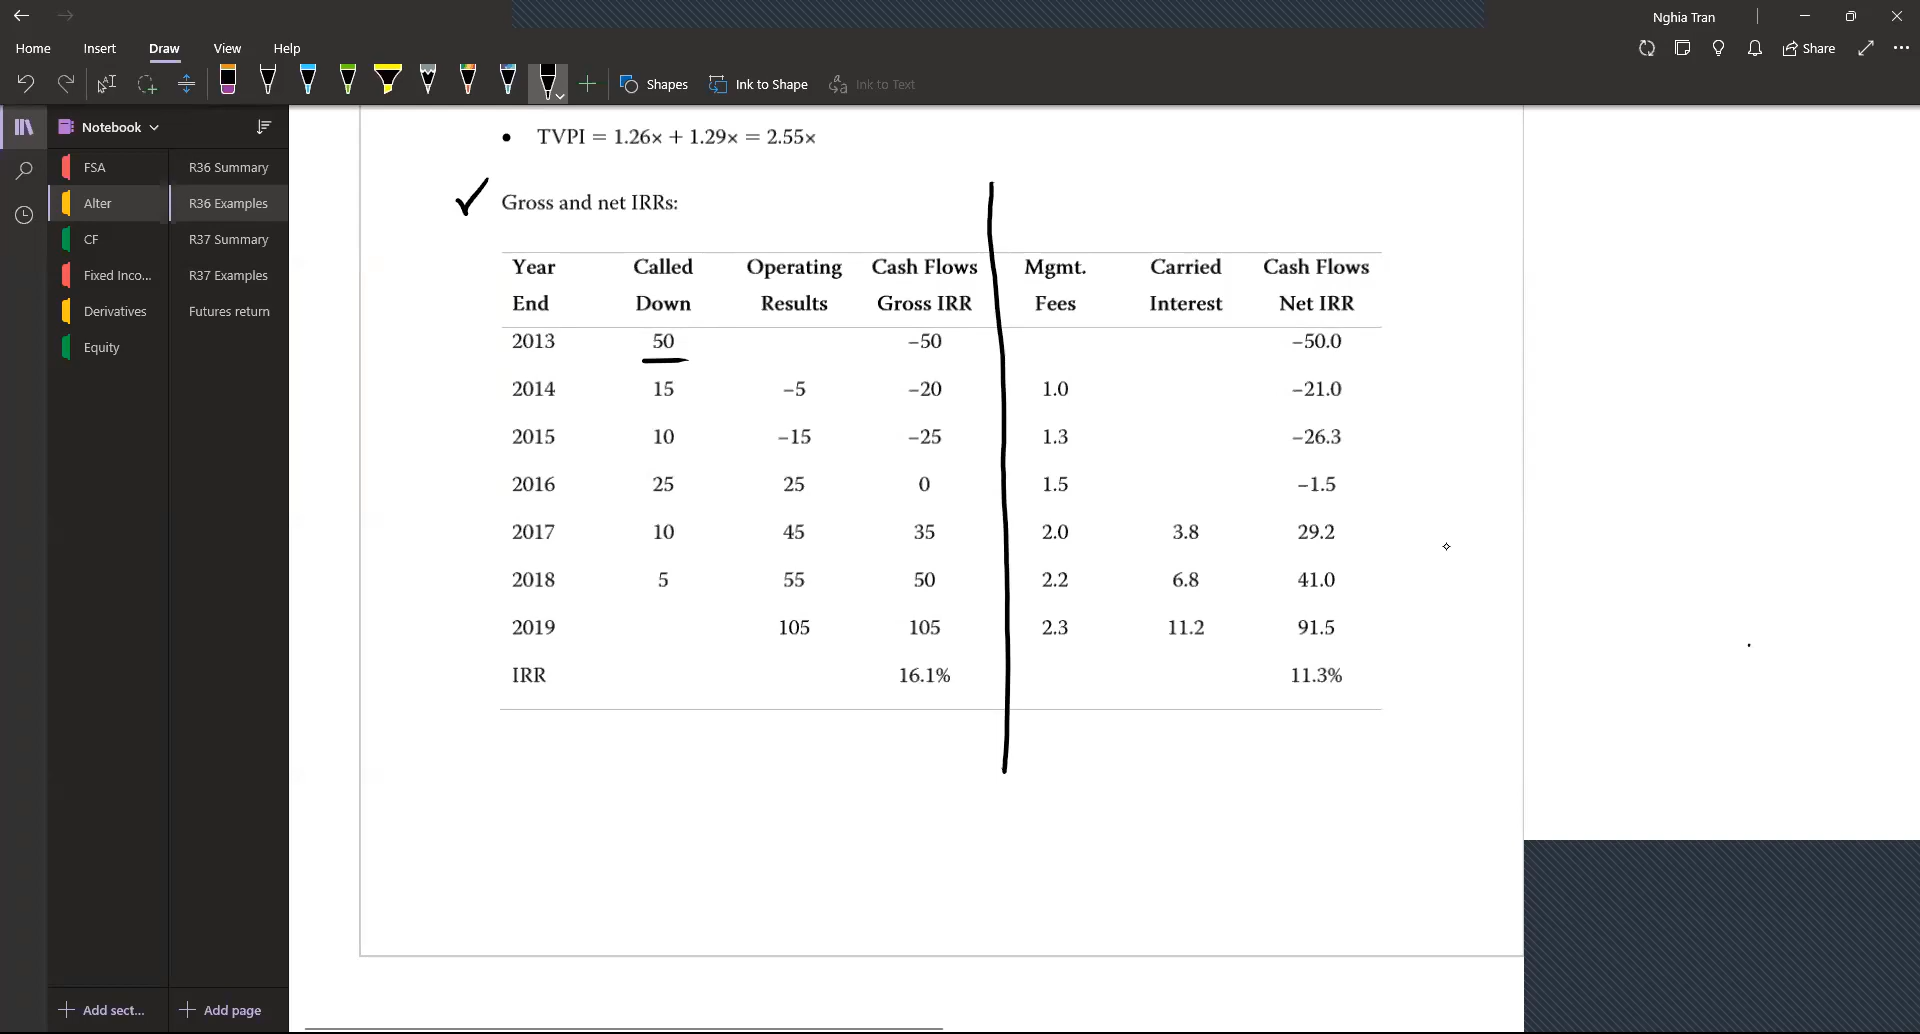 Nghia Tran
Home Insert Draw View Help
Share
Shapes Ink to Shape Ink to Text
Notebook
FSA
Alter
CF
Fixed Inco...
Derivatives
Equity
R36 Summary
R36 Examples
R37 Summary
R37 Examples
Futures return
Add sect...
Add page
• TVPI = 1.26x + 1.29x = 2.55x
✓ Gross and net IRRs:
Year End Called Down Operating Results Cash Flows Gross IRR Mgmt. Fees Carried Interest Cash Flows Net IRR
2013 50 –50 –50.0
2014 15 –5 –20 1.0 –21.0
2015 10 –15 –25 1.3 –26.3
2016 25 25 0 1.5 –1.5
2017 10 45 35 2.0 3.8 29.2
2018 5 55 50 2.2 6.8 41.0
2019 105 105 2.3 11.2 91.5
IRR 16.1% 11.3%